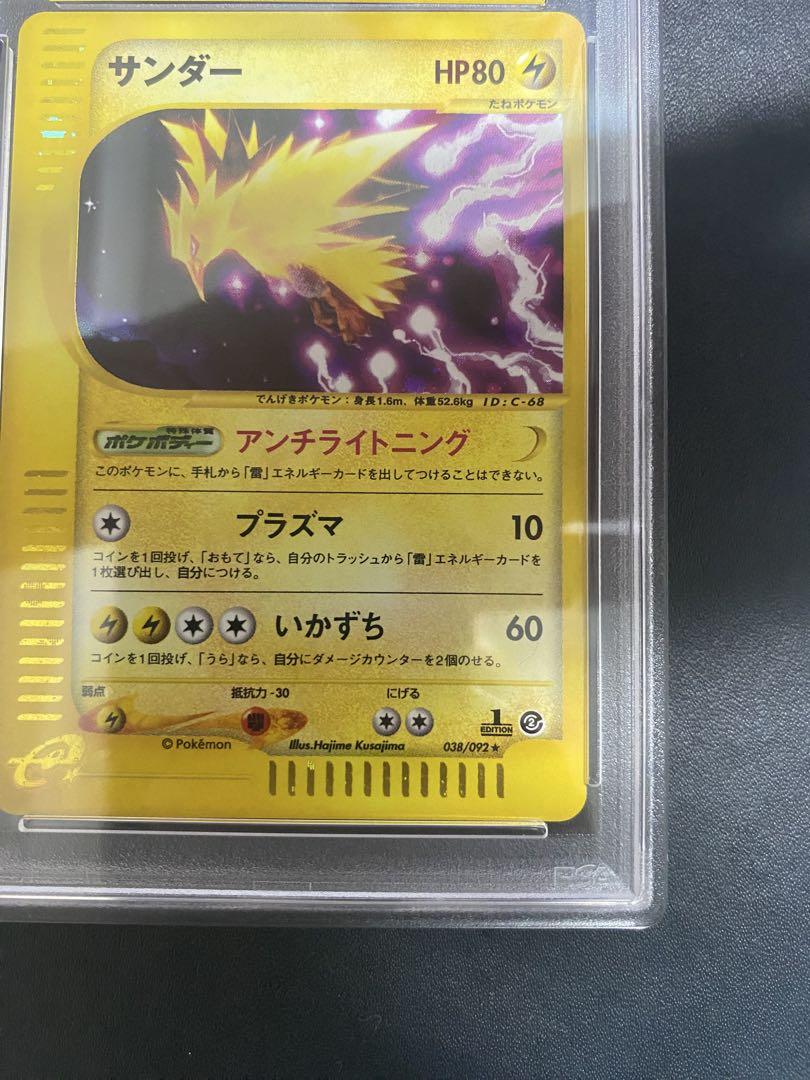 サンダー HP80
たねポケモン
でんげきポケモン：身長1.6m、体重52.6kg ID:C-68
特殊体質
ポケボディー アンチライトニング
このポケモンに、手札から「雷」エネルギーカードを出してつけることはできない。
プラズマ 10
コインを1回投げ、「おもて」なら、自分のトラッシュから「雷」エネルギーカードを
1枚選び出し、自分につける。
いかずち 60
コインを1回投げ、「うら」なら、自分にダメージカウンターを2個のせる。
弱点 抵抗力-30 にげる
1
EDITION
©Pokémon Illus.Hajime Kusajima 038/092★
PSA